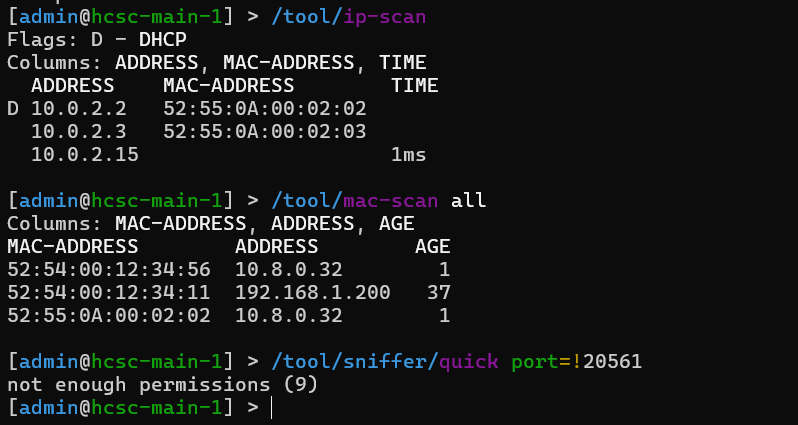 [admin@hcsc-main-1] > /tool/ip-scan
Flags: D - DHCP
Columns: ADDRESS, MAC-ADDRESS, TIME
  ADDRESS    MAC-ADDRESS        TIME
D 10.0.2.2   52:55:0A:00:02:02
  10.0.2.3   52:55:0A:00:02:03
  10.0.2.15                     1ms
[admin@hcsc-main-1] > /tool/mac-scan all
Columns: MAC-ADDRESS, ADDRESS, AGE
MAC-ADDRESS        ADDRESS        AGE
52:54:00:12:34:56  10.8.0.32        1
52:54:00:12:34:11  192.168.1.200   37
52:55:0A:00:02:02  10.8.0.32        1
[admin@hcsc-main-1] > /tool/sniffer/quick port=!20561
not enough permissions (9)
[admin@hcsc-main-1] >